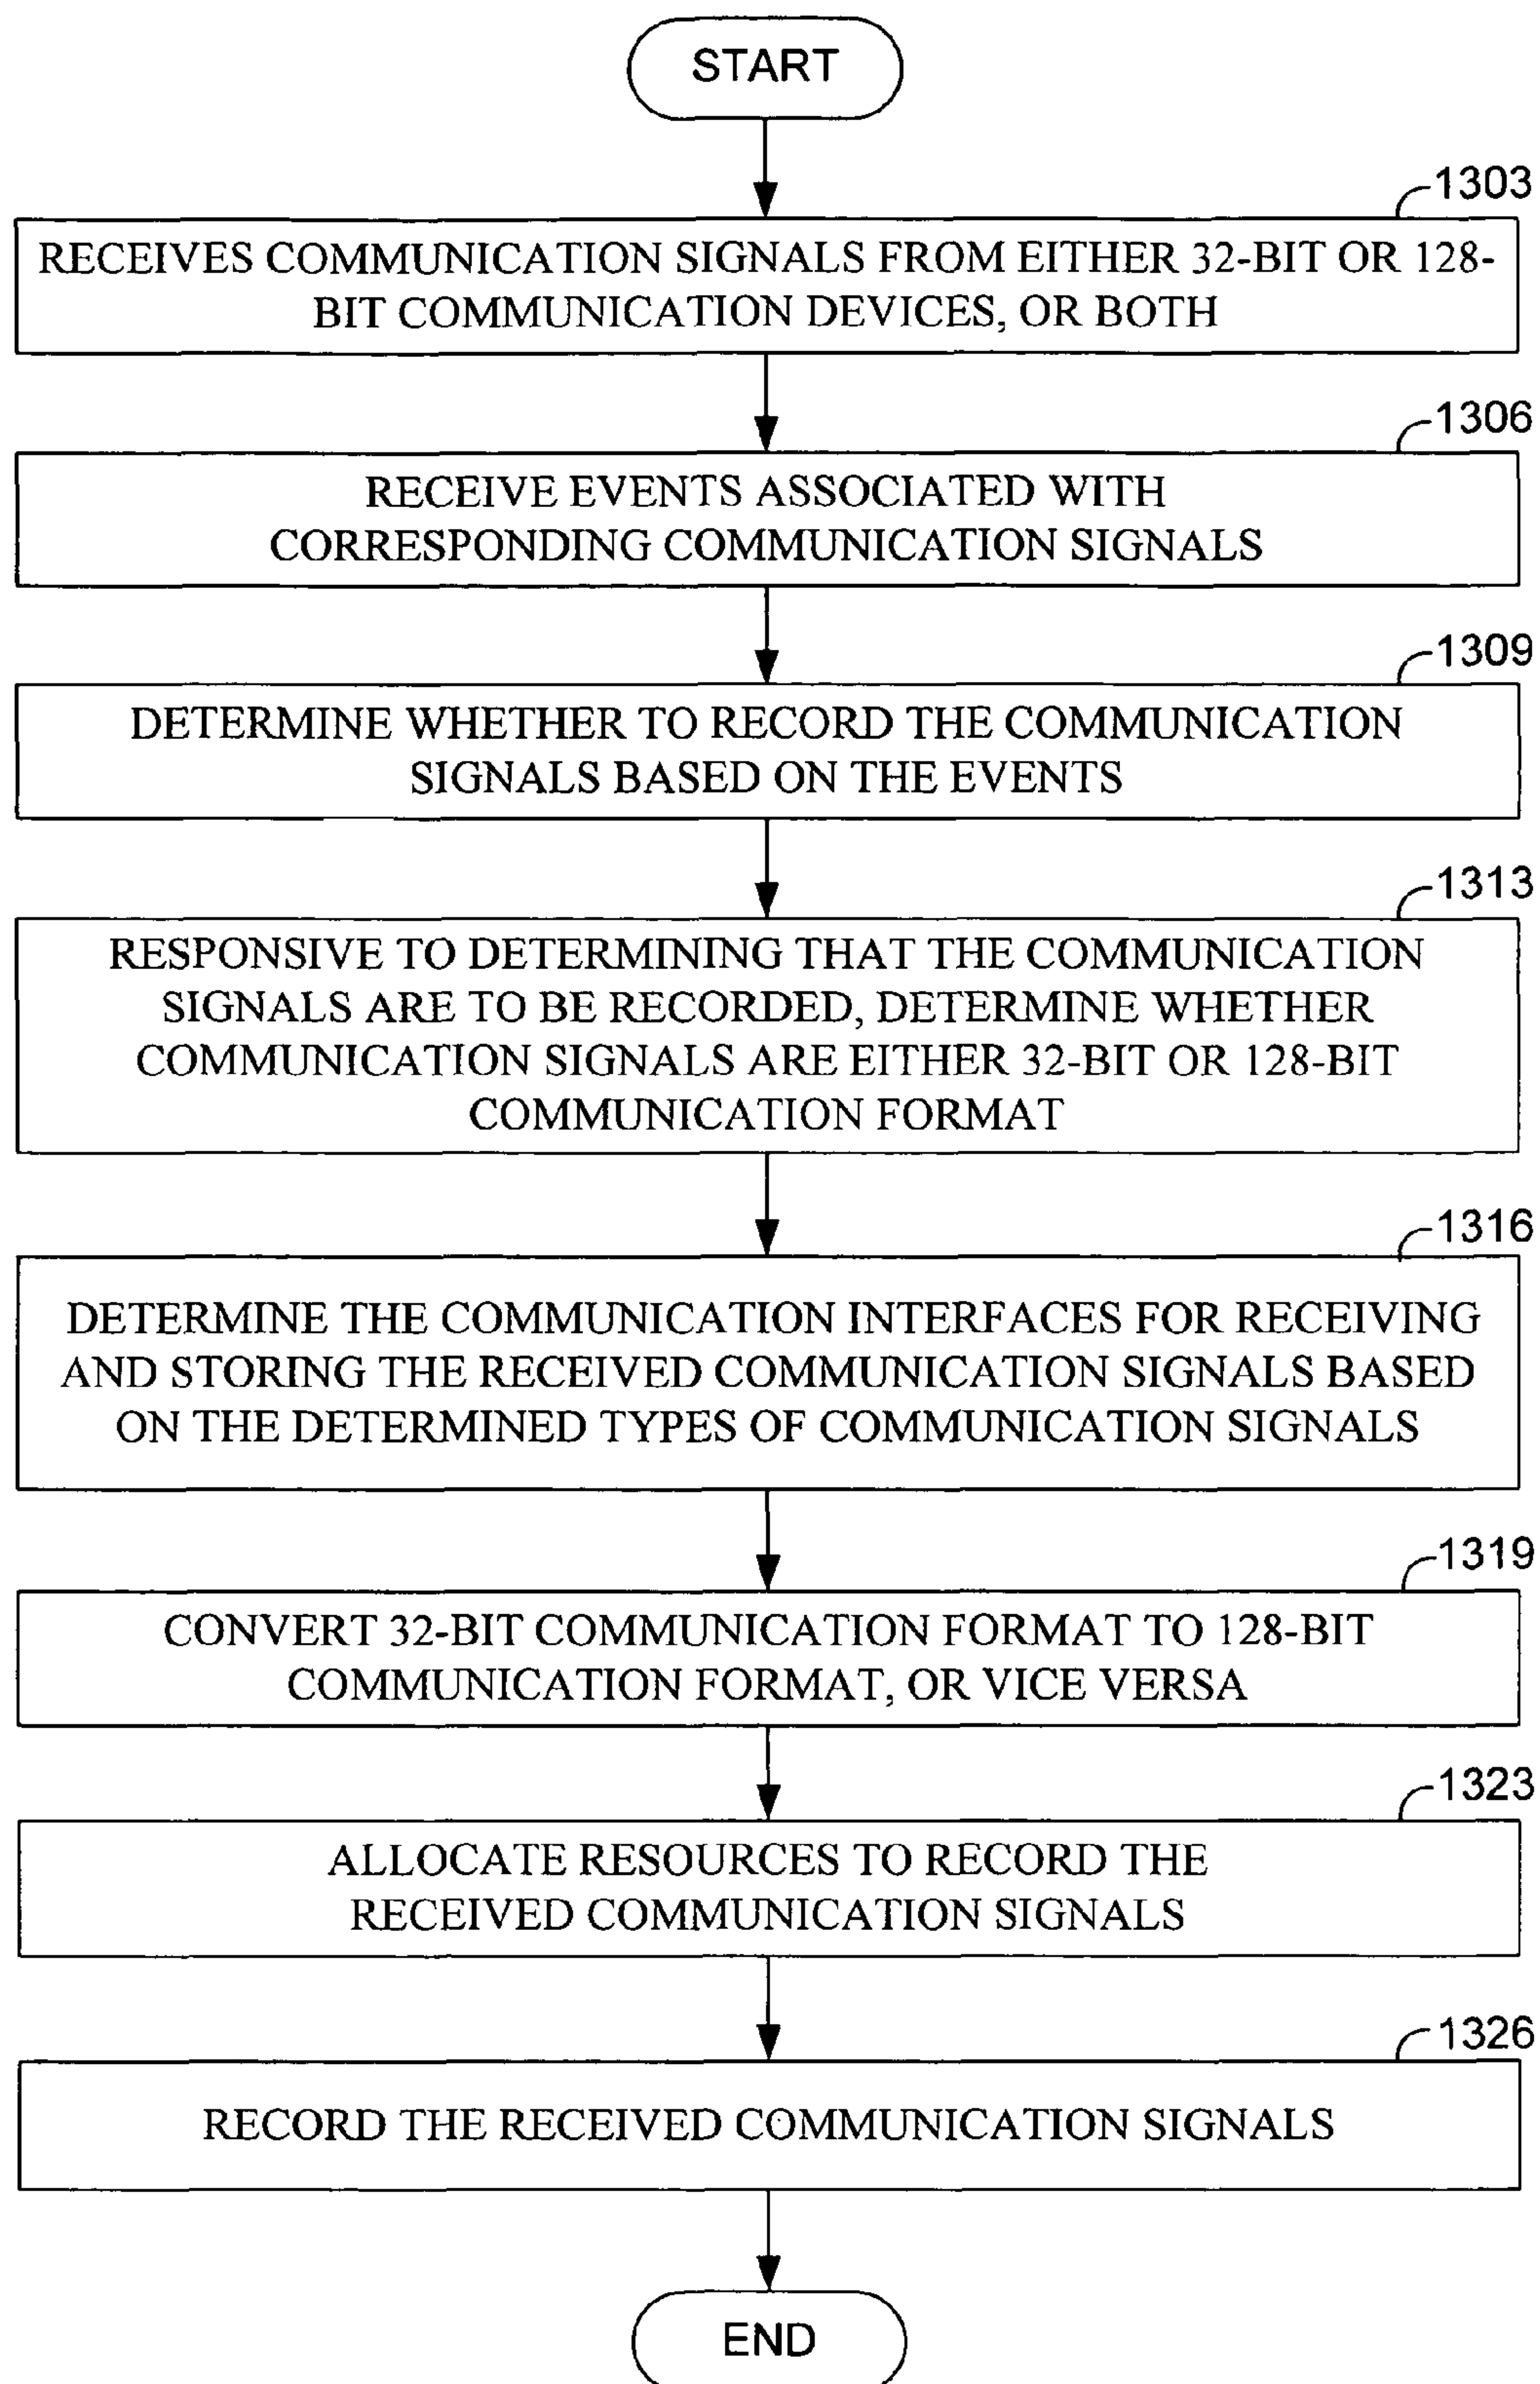 START
1303
RECEIVES COMMUNICATION SIGNALS FROM EITHER 32-BIT OR 128-
BIT COMMUNICATION DEVICES, OR BOTH
1306
RECEIVE EVENTS ASSOCIATED WITH
CORRESPONDING COMMUNICATION SIGNALS
1309
DETERMINE WHETHER TO RECORD THE COMMUNICATION
SIGNALS BASED ON THE EVENTS
1313
RESPONSIVE TO DETERMINING THAT THE COMMUNICATION
SIGNALS ARE TO BE RECORDED, DETERMINE WHETHER
COMMUNICATION SIGNALS ARE EITHER 32-BIT OR 128-BIT
COMMUNICATION FORMAT
1316
DETERMINE THE COMMUNICATION INTERFACES FOR RECEIVING
AND STORING THE RECEIVED COMMUNICATION SIGNALS BASED
ON THE DETERMINED TYPES OF COMMUNICATION SIGNALS
1319
CONVERT 32-BIT COMMUNICATION FORMAT TO 128-BIT
COMMUNICATION FORMAT, OR VICE VERSA
1323
ALLOCATE RESOURCES TO RECORD THE
RECEIVED COMMUNICATION SIGNALS
1326
RECORD THE RECEIVED COMMUNICATION SIGNALS
END